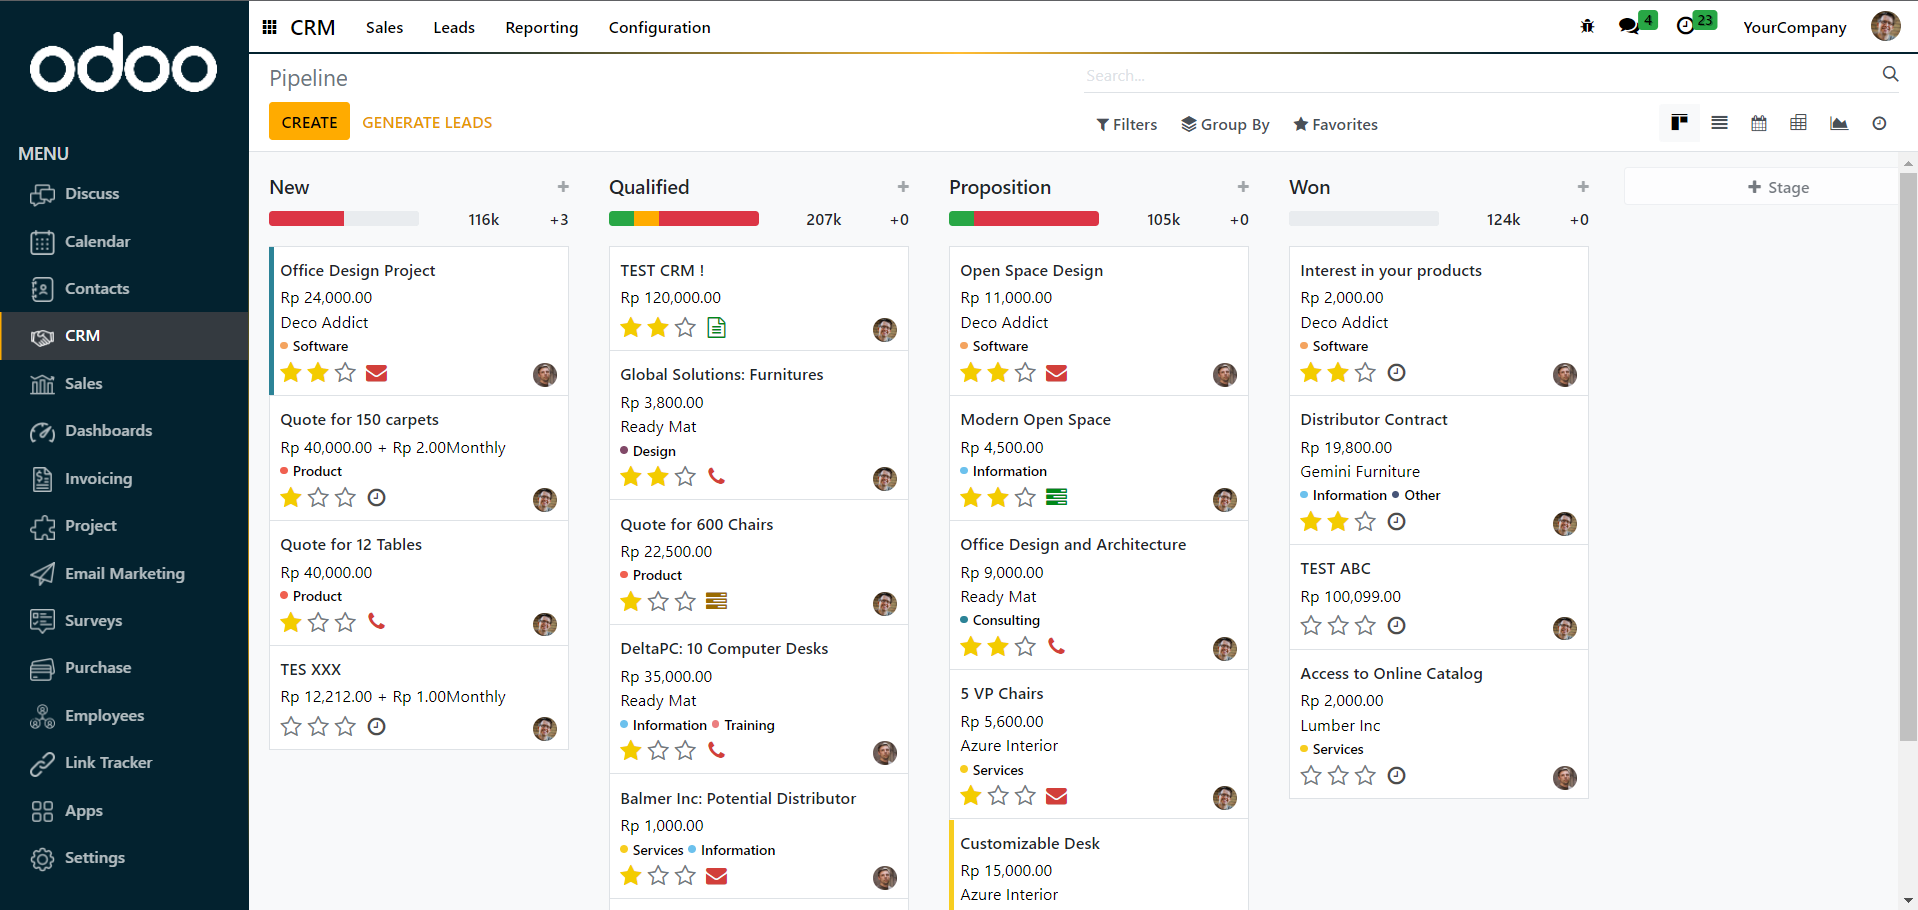 odoo
MENU
Discuss
Calendar
Contacts
CRM
Sales
Dashboards
Invoicing
Project
Email Marketing
Surveys
Purchase
Employees
Link Tracker
Apps
Settings
CRM Sales Leads Reporting Configuration 4 23 YourCompany
Pipeline
Search...
CREATE GENERATE LEADS
Filters Group By Favorites
New +
116k +3
Office Design Project
Rp 24,000.00
Deco Addict
Software
Quote for 150 carpets
Rp 40,000.00 + Rp 2.00Monthly
Product
Quote for 12 Tables
Rp 40,000.00
Product
TES XXX
Rp 12,212.00 + Rp 1.00Monthly
Qualified +
207k +0
TEST CRM !
Rp 120,000.00
Global Solutions: Furnitures
Rp 3,800.00
Ready Mat
Design
Quote for 600 Chairs
Rp 22,500.00
Product
DeltaPC: 10 Computer Desks
Rp 35,000.00
Ready Mat
Information Training
Balmer Inc: Potential Distributor
Rp 1,000.00
Services Information
Proposition +
105k +0
Open Space Design
Rp 11,000.00
Deco Addict
Software
Modern Open Space
Rp 4,500.00
Information
Office Design and Architecture
Rp 9,000.00
Ready Mat
Consulting
5 VP Chairs
Rp 5,600.00
Azure Interior
Services
Customizable Desk
Rp 15,000.00
Azure Interior
Won +
124k +0
Interest in your products
Rp 2,000.00
Deco Addict
Software
Distributor Contract
Rp 19,800.00
Gemini Furniture
Information Other
TEST ABC
Rp 100,099.00
Access to Online Catalog
Rp 2,000.00
Lumber Inc
Services
+ Stage